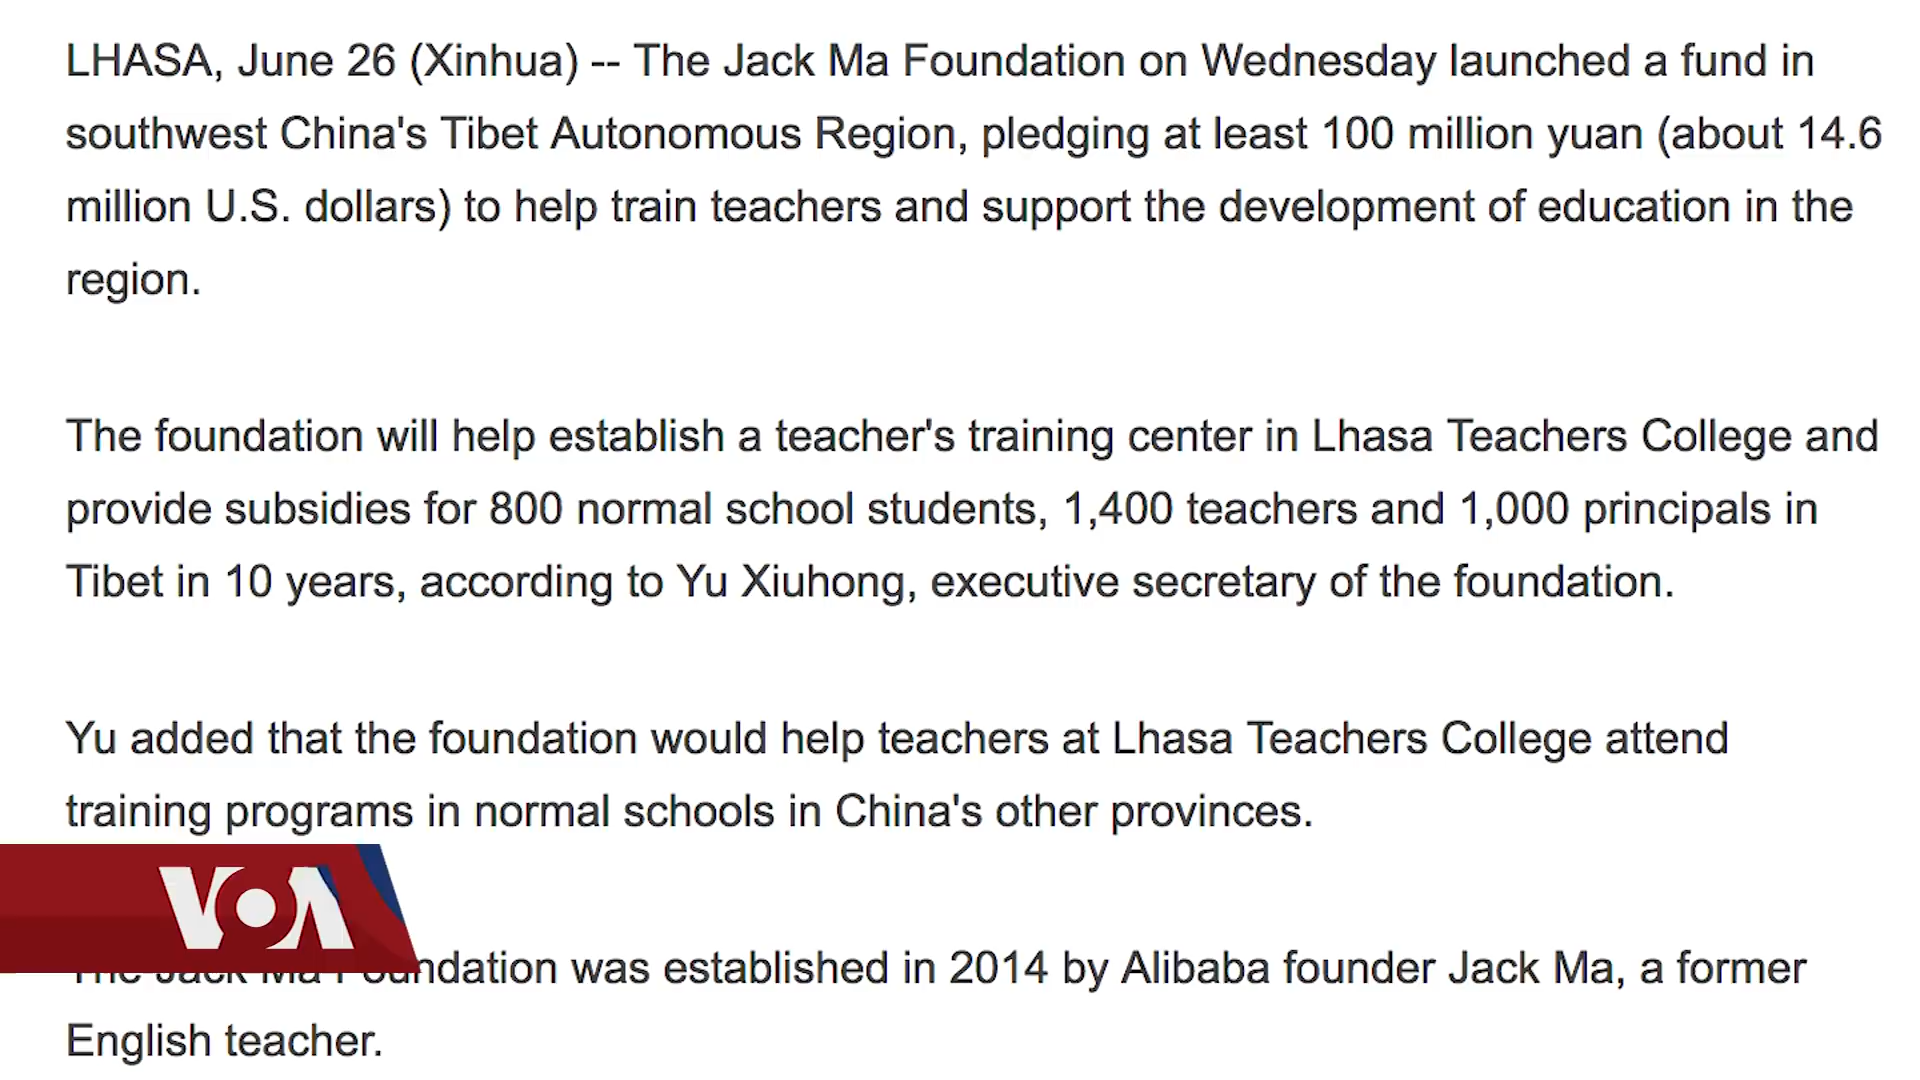 LHASA, June 26 (Xinhua) -- The Jack Ma Foundation on Wednesday launched a fund in
southwest China's Tibet Autonomous Region, pledging at least 100 million yuan (about 14.6
million U.S. dollars) to help train teachers and support the development of education in the
region.
The foundation will help establish a teacher's training center in Lhasa Teachers College and
provide subsidies for 800 normal school students, 1,400 teachers and 1,000 principals in
Tibet in 10 years, according to Yu Xiuhong, executive secretary of the foundation.
Yu added that the foundation would help teachers at Lhasa Teachers College attend
training programs in normal schools in China's other provinces.
VOA
The Jack Ma Foundation was established in 2014 by Alibaba founder Jack Ma, a former
English teacher.